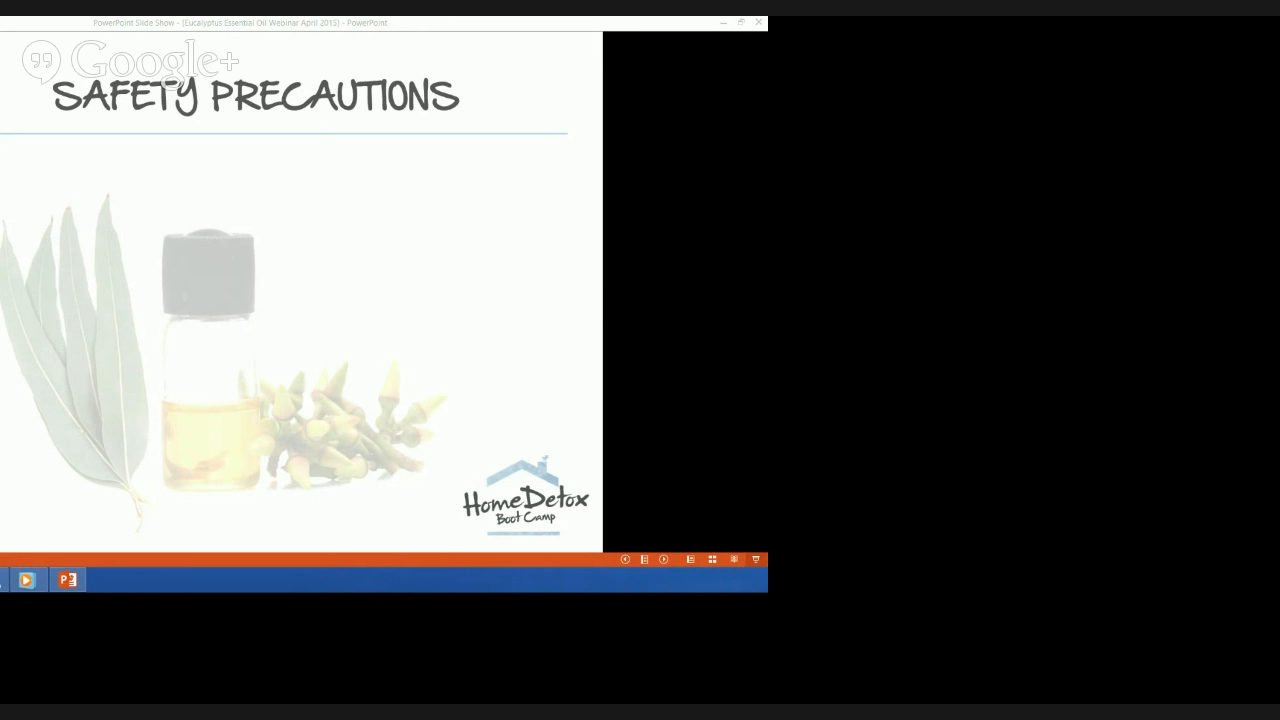 PowerPoint Slide Show - [Eucalyptus Essential Oil Webinar April 2015] - PowerPoint
Google+
SAFETY PRECAUTIONS
HomeDetox
Boot Camp